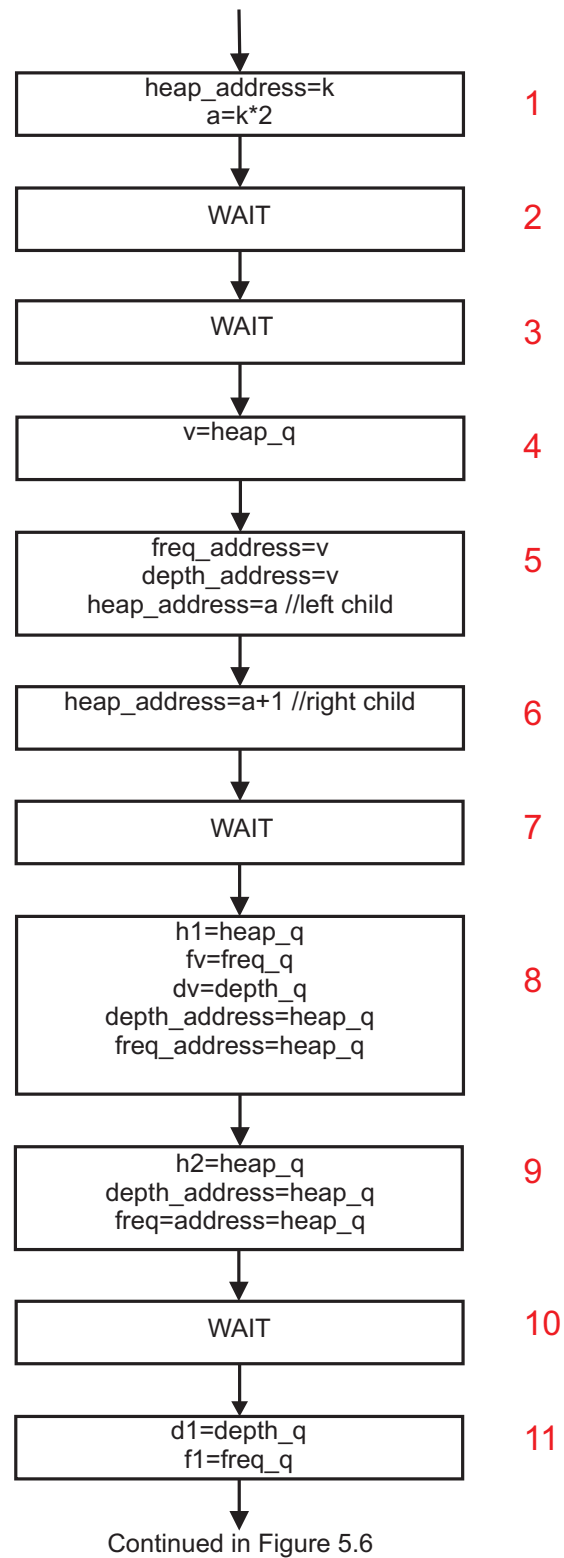 heap_address=k
a=k*2
1
WAIT
2
WAIT
3
v=heap_q
4
freq_address=v
depth_address=v
heap_address=a //left child
5
heap_address=a+1 //right child
6
WAIT
7
h1=heap_q
fv=freq_q
dv=depth_q
depth_address=heap_q
freq_address=heap_q
8
h2=heap_q
depth_address=heap_q
freq=address=heap_q
9
WAIT
10
d1=depth_q
f1=freq_q
11
Continued in Figure 5.6